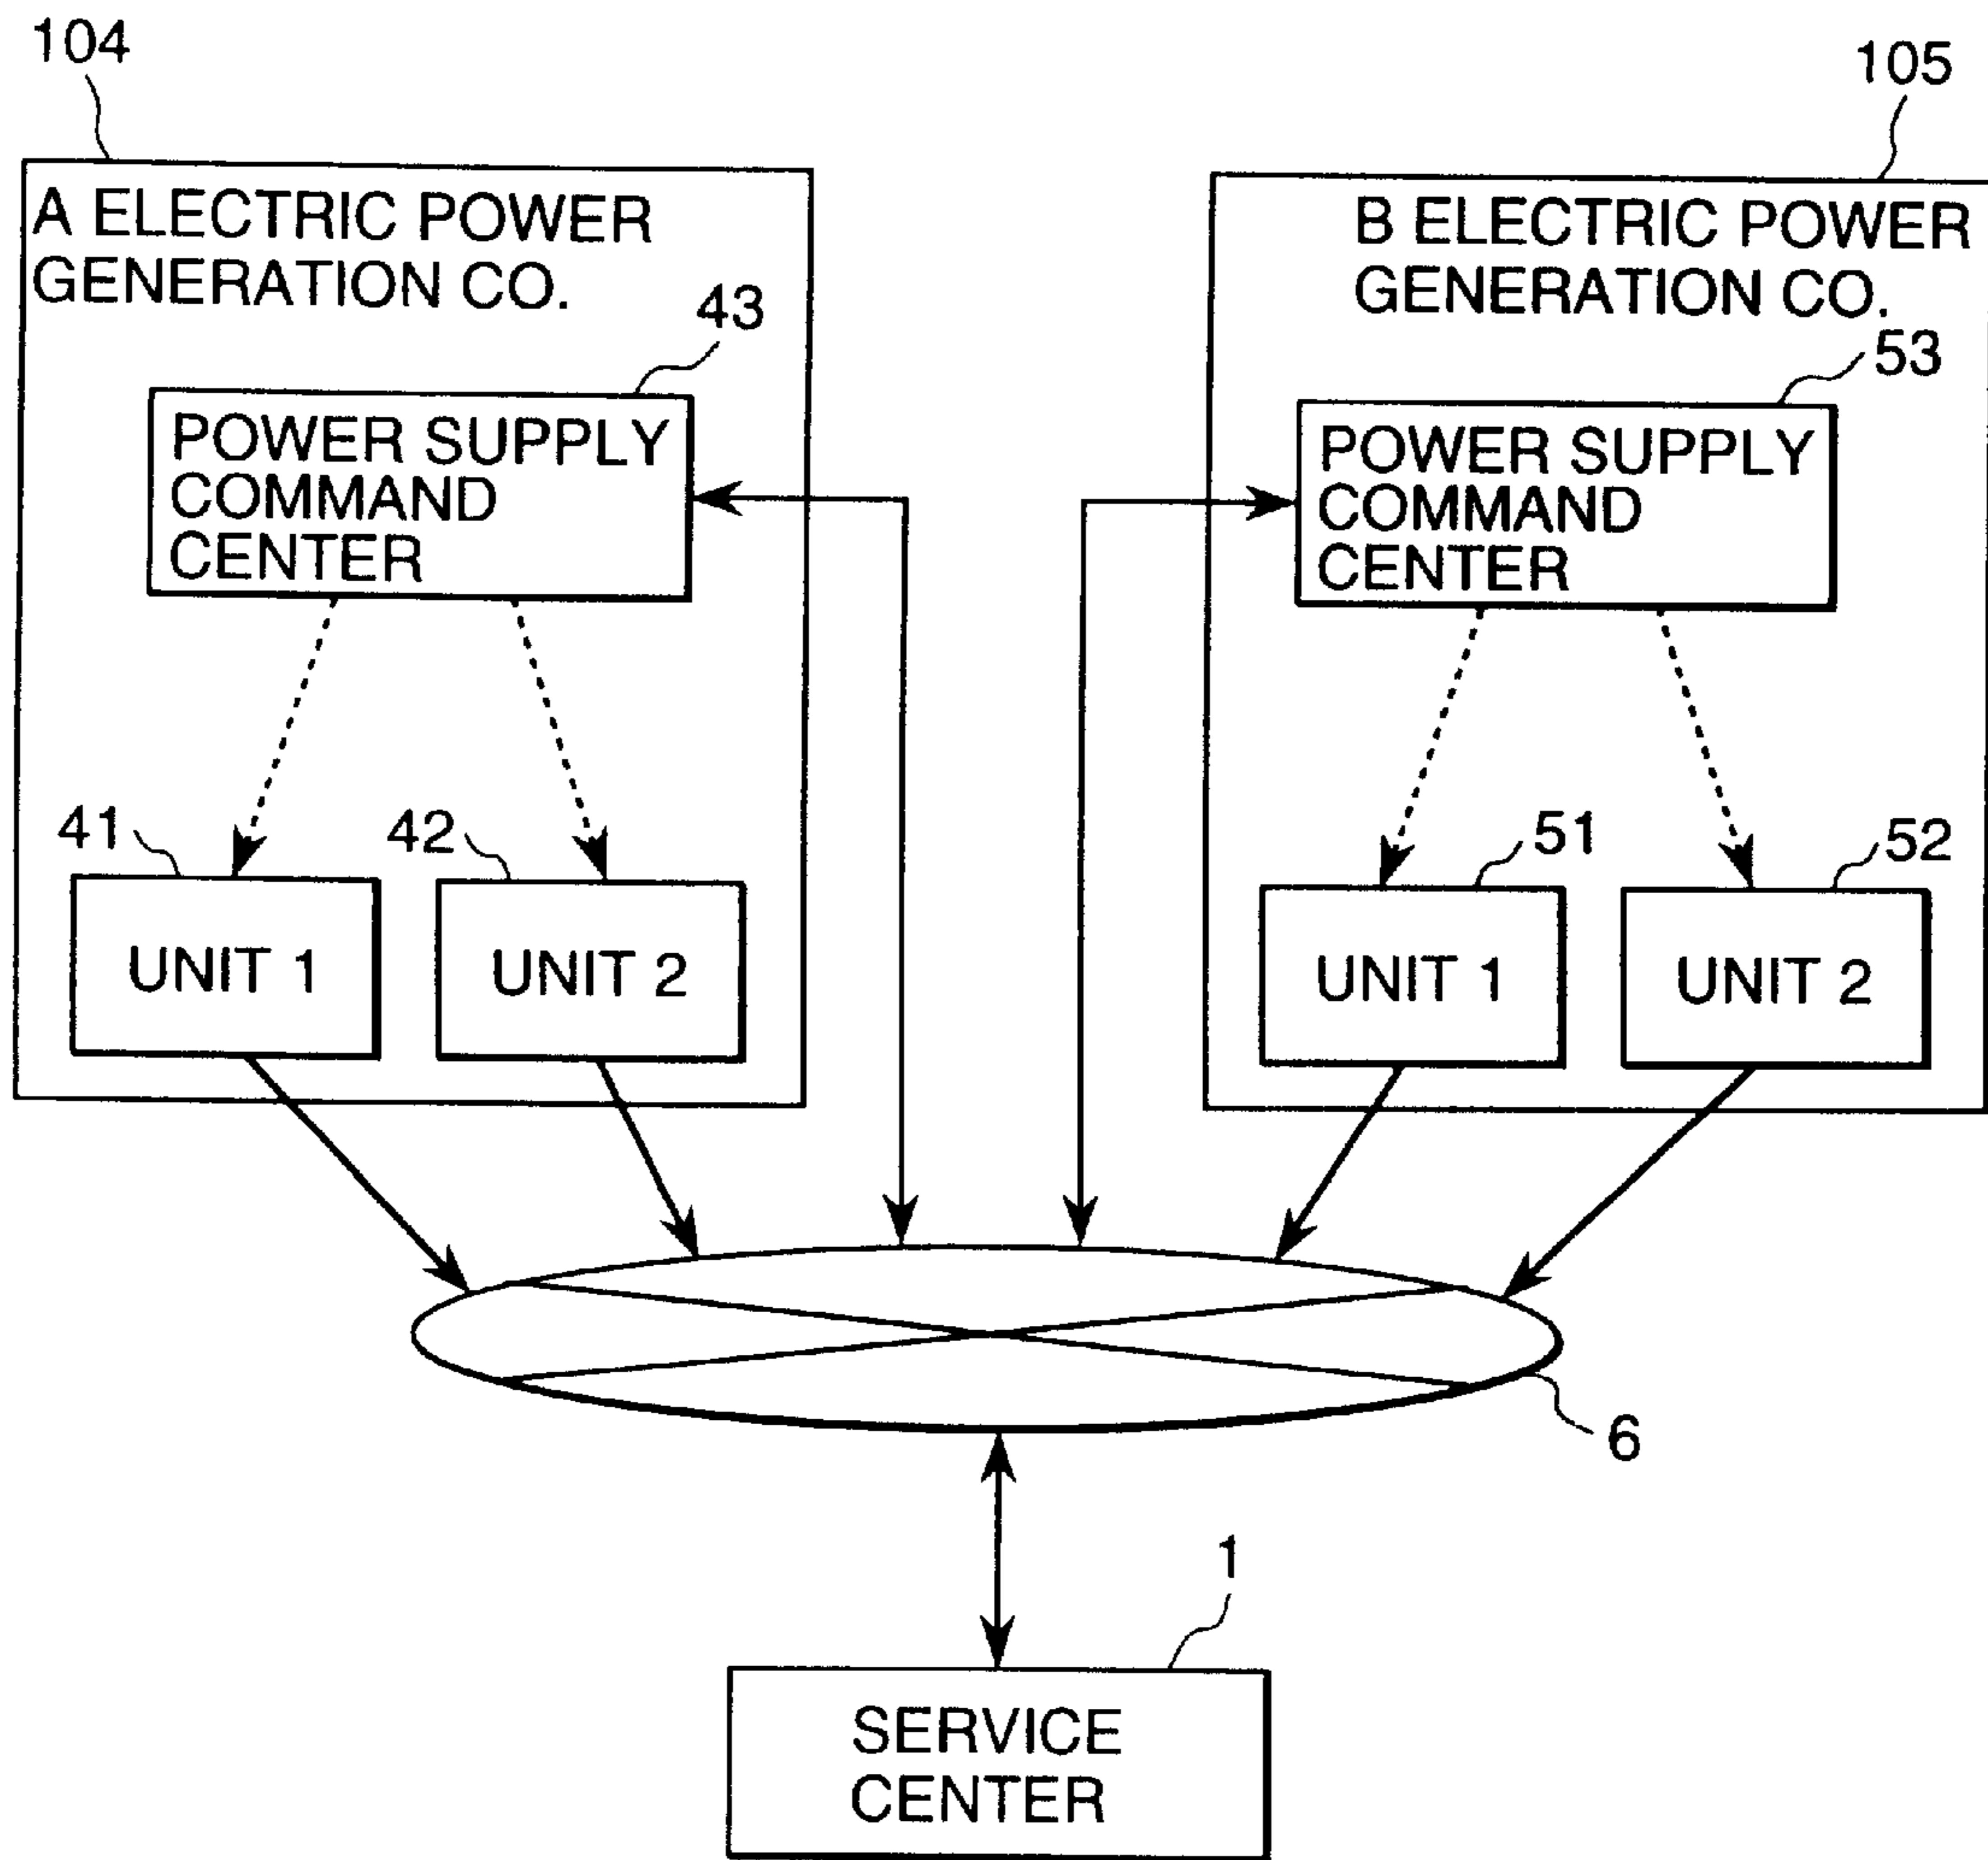 104
105
A ELECTRIC POWER
GENERATION CO.
B ELECTRIC POWER
GENERATION CO.
43
53
POWER SUPPLY
COMMAND
CENTER
POWER SUPPLY
COMMAND
CENTER
41
42
51
52
UNIT 1
UNIT 2
UNIT 1
UNIT 2
6
1
SERVICE
CENTER